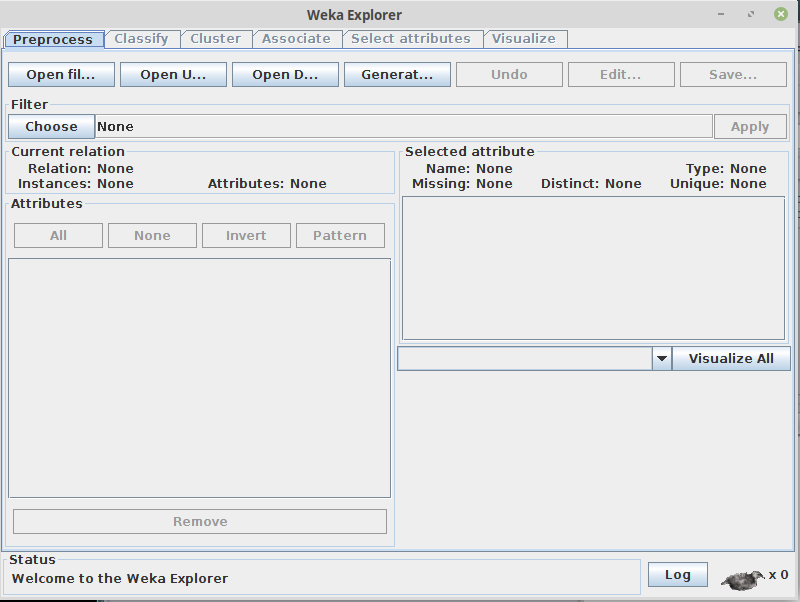 Weka Explorer
Preprocess Classify Cluster Associate Select attributes Visualize
Open fil... Open U... Open D... Generat... Undo Edit... Save...
Filter
Choose None Apply
Current relation
Relation: None
Instances: None Attributes: None
Selected attribute
Name: None Type: None
Missing: None Distinct: None Unique: None
Attributes
All None Invert Pattern
Visualize All
Remove
Status
Welcome to the Weka Explorer
Log x 0